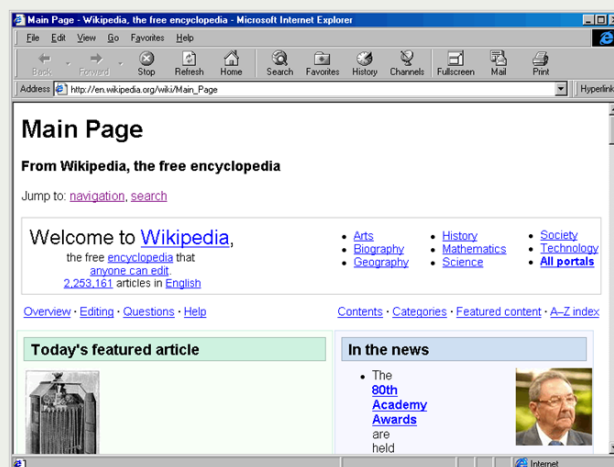 Main Page - Wikipedia, the free encyclopedia - Microsoft Internet Explorer
File Edit View Go Favorites Help
Back Forward Stop Refresh Home Search Favorites History Channels Fullscreen Mail Print
Address http://en.wikipedia.org/wiki/Main_Page Hyperlink
Main Page
From Wikipedia, the free encyclopedia
Jump to: navigation, search
Welcome to Wikipedia,
the free encyclopedia that
anyone can edit.
2,253,161 articles in English
• Arts
• Biography
• Geography
• History
• Mathematics
• Science
• Society
• Technology
• All portals
Overview · Editing · Questions · Help
Contents · Categories · Featured content · A–Z index
Today's featured article
In the news
• The
80th
Academy
Awards
are
held
Internet